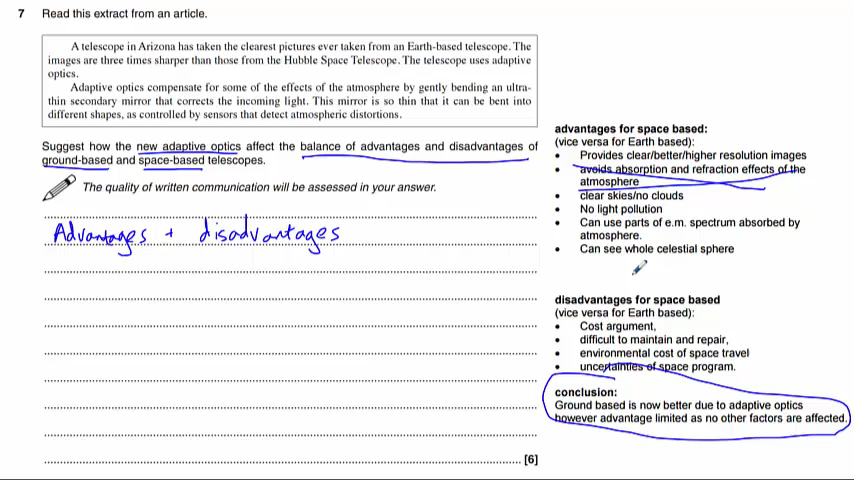 7 Read this extract from an article.
A telescope in Arizona has taken the clearest pictures ever taken from an Earth-based telescope. The
images are three times sharper than those from the Hubble Space Telescope. The telescope uses adaptive
optics.
Adaptive optics compensate for some of the effects of the atmosphere by gently bending an ultra-
thin secondary mirror that corrects the incoming light. This mirror is so thin that it can be bent into
different shapes, as controlled by sensors that detect atmospheric distortions.
Suggest how the new adaptive optics affect the balance of advantages and disadvantages of
ground-based and space-based telescopes.
The quality of written communication will be assessed in your answer.
Advantages + disadvantages
[6]
advantages for space based:
(vice versa for Earth based):
• Provides clear/better/higher resolution images
• avoids absorption and refraction effects of the
atmosphere
• clear skies/no clouds
• No light pollution
• Can use parts of e.m. spectrum absorbed by
atmosphere.
• Can see whole celestial sphere
disadvantages for space based
(vice versa for Earth based):
• Cost argument,
• difficult to maintain and repair,
• environmental cost of space travel
• uncertainties of space program.
conclusion:
Ground based is now better due to adaptive optics
however advantage limited as no other factors are affected.